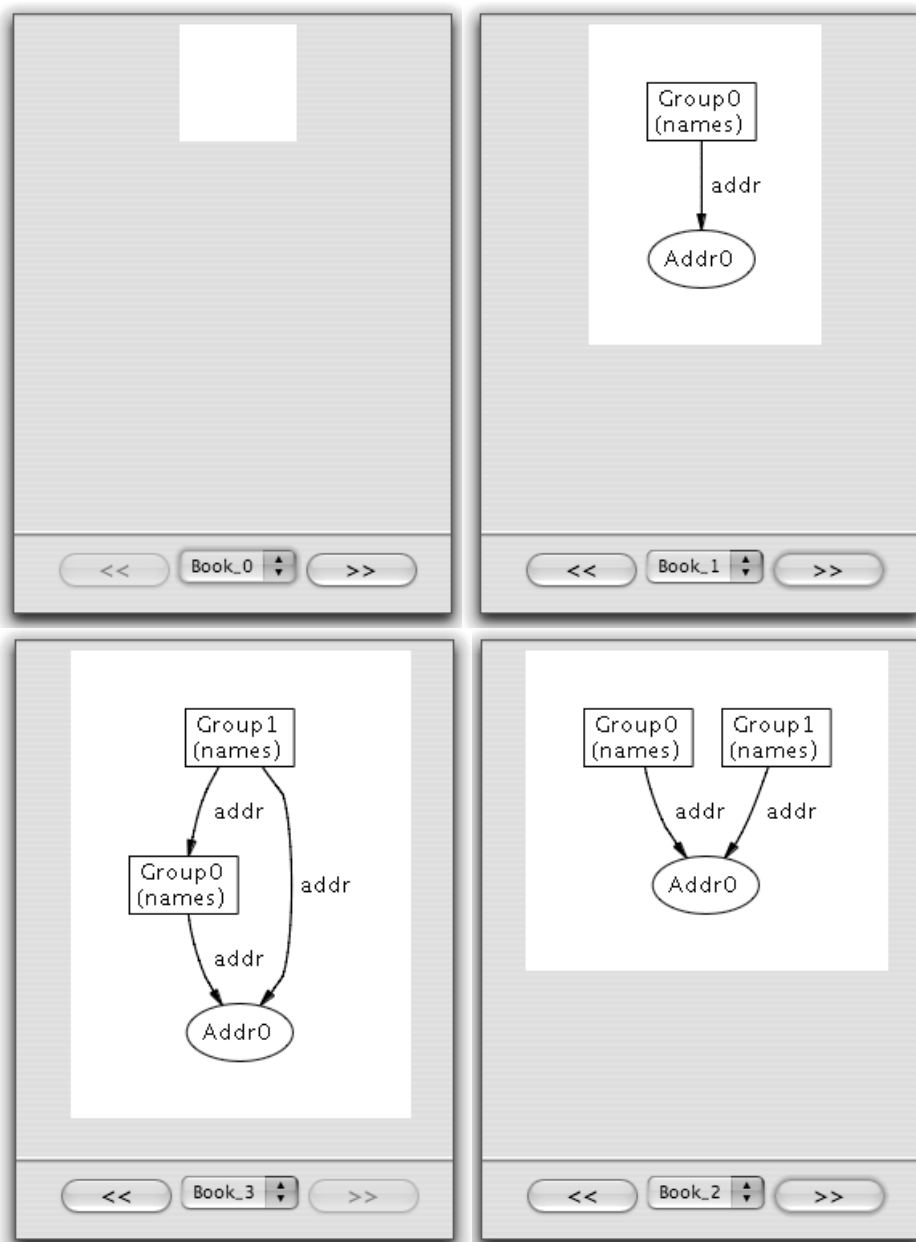 << Book_0 >>
Group0
(names)
addr
Addr0
<< Book_1 >>
Group1
(names)
addr
Group0
(names)
addr
addr
Addr0
<< Book_3 >>
Group0
(names)
Group1
(names)
addr
addr
Addr0
<< Book_2 >>